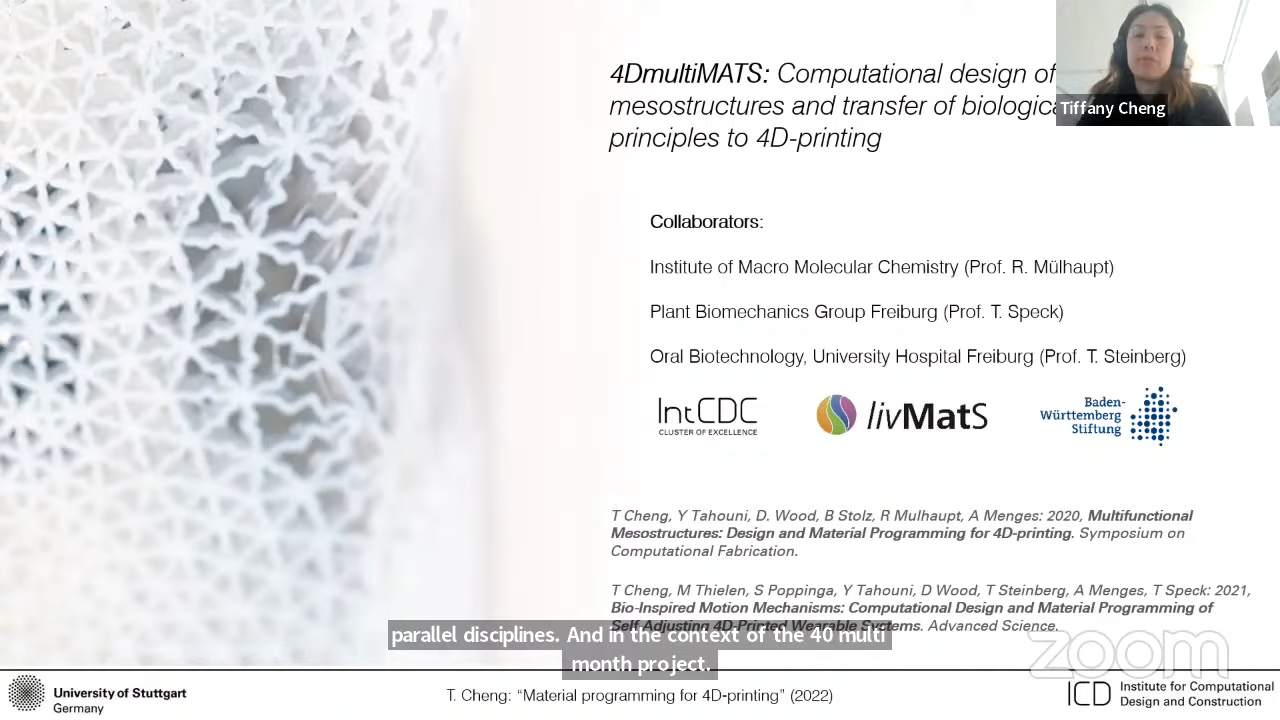 4DmultiMATS: Computational design of
mesostructures and transfer of biologica
principles to 4D-printing
Tiffany Cheng
Collaborators:
Institute of Macro Molecular Chemistry (Prof. R. Mülhaupt)
Plant Biomechanics Group Freiburg (Prof. T. Speck)
Oral Biotechnology, University Hospital Freiburg (Prof. T. Steinberg)
IntCDC
CLUSTER OF EXCELLENCE
livMatS
Baden-
Württemberg
Stiftung
T Cheng, Y Tahouni, D. Wood, B Stolz, R Mulhaupt, A Menges: 2020, Multifunctional
Mesostructures: Design and Material Programming for 4D-printing. Symposium on
Computational Fabrication.
T Cheng, M Thielen, S Poppinga, Y Tahouni, D Wood, T Steinberg, A Menges, T Speck: 2021,
Bio-Inspired Motion Mechanisms: Computational Design and Material Programming of
Self-Adjusting 4D-Printed Wearable Systems. Advanced Science.
parallel disciplines. And in the context of the 40 multi
month project.
zoom
University of Stuttgart
Germany
T. Cheng: “Material programming for 4D-printing” (2022)
ICD
Institute for Computational
Design and Construction